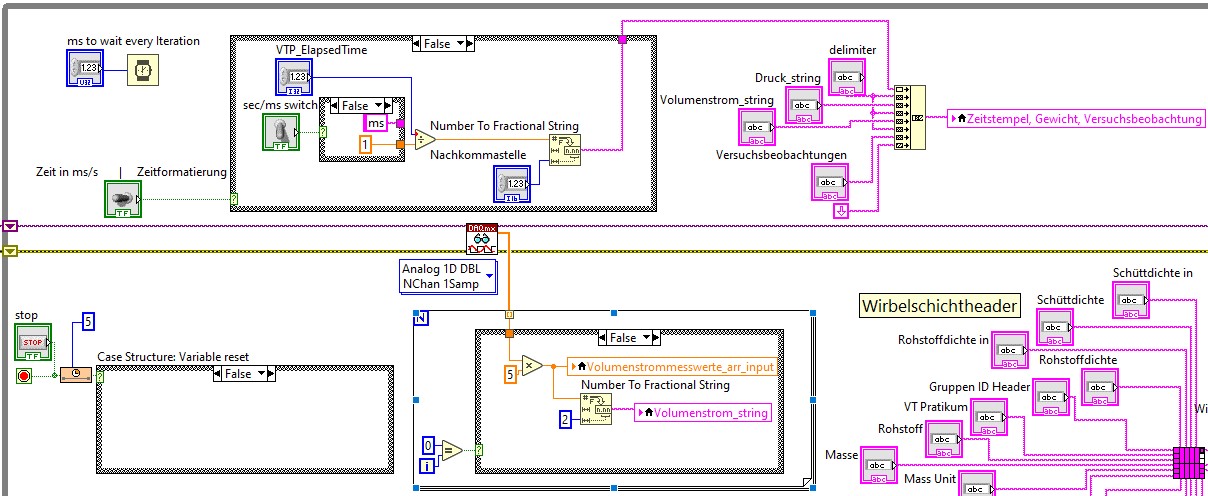 ms to wait every Iteration
1.23
U32
False
VTP_ElapsedTime
1.23
I32
sec/ms switch
TF
False
ms
1
Number To Fractional String
Nachkommastelle
1.23
I16
Zeit in ms/s | Zeitformatierung
TF
delimiter
abc
Druck_string
abc
Volumenstrom_string
abc
Versuchsbeobachtungen
abc
Zeitstempel, Gewicht, Versuchsbeobachtung
DAQmx
Analog 1D DBL
NChan 1Samp
stop
STOP
TF
5
Case Structure: Variable reset
False
N
False
5
Volumenstrommesswerte_arr_input
Number To Fractional String
2
Volumenstrom_string
0
i
Wirbelschichtheader
Schüttdichte in
abc
Schüttdichte
abc
Rohstoffdichte in
abc
Rohstoffdichte
abc
Gruppen ID Header
abc
VT Pratikum
abc
Rohstoff
abc
Masse
abc
Mass Unit
abc
Wi